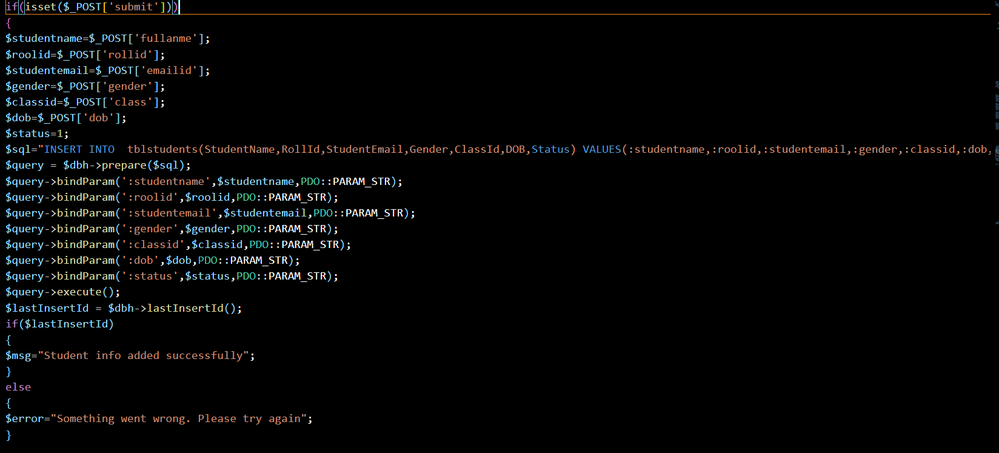 if(isset($_POST['submit']))
{
$studentname=$_POST['fullanme'];
$roolid=$_POST['rollid'];
$studentemail=$_POST['emailid'];
$gender=$_POST['gender'];
$classid=$_POST['class'];
$dob=$_POST['dob'];
$status=1;
$sql="INSERT INTO  tblstudents(StudentName,RollId,StudentEmail,Gender,ClassId,DOB,Status) VALUES(:studentname,:roolid,:studentemail,:gender,:classid,:dob,
$query = $dbh->prepare($sql);
$query->bindParam(':studentname',$studentname,PDO::PARAM_STR);
$query->bindParam(':roolid',$roolid,PDO::PARAM_STR);
$query->bindParam(':studentemail',$studentemail,PDO::PARAM_STR);
$query->bindParam(':gender',$gender,PDO::PARAM_STR);
$query->bindParam(':classid',$classid,PDO::PARAM_STR);
$query->bindParam(':dob',$dob,PDO::PARAM_STR);
$query->bindParam(':status',$status,PDO::PARAM_STR);
$query->execute();
$lastInsertId = $dbh->lastInsertId();
if($lastInsertId)
{
$msg="Student info added successfully";
}
else
{
$error="Something went wrong. Please try again";
}